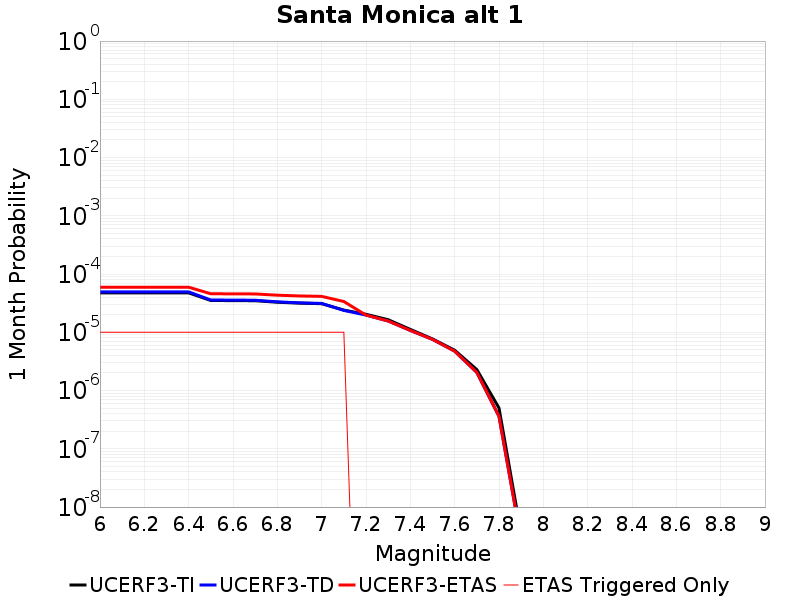 Santa Monica alt 1
1 Month Probability
10^0
10^-1
10^-2
10^-3
10^-4
10^-5
10^-6
10^-7
10^-8
6 6.2 6.4 6.6 6.8 7 7.2 7.4 7.6 7.8 8 8.2 8.4 8.6 8.8 9
Magnitude
UCERF3-TI UCERF3-TD UCERF3-ETAS ETAS Triggered Only